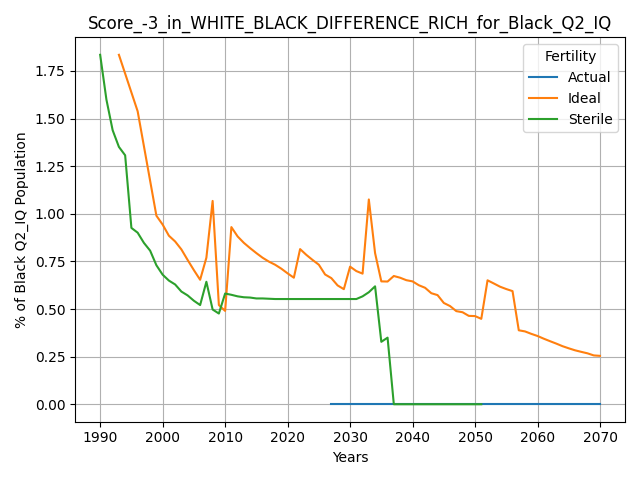 Score_-3_in_WHITE_BLACK_DIFFERENCE_RICH_for_Black_Q2_IQ
Fertility
Actual
Ideal
Sterile
% of Black Q2_IQ Population
1.75
1.50
1.25
1.00
0.75
0.50
0.25
0.00
1990 2000 2010 2020 2030 2040 2050 2060 2070
Years